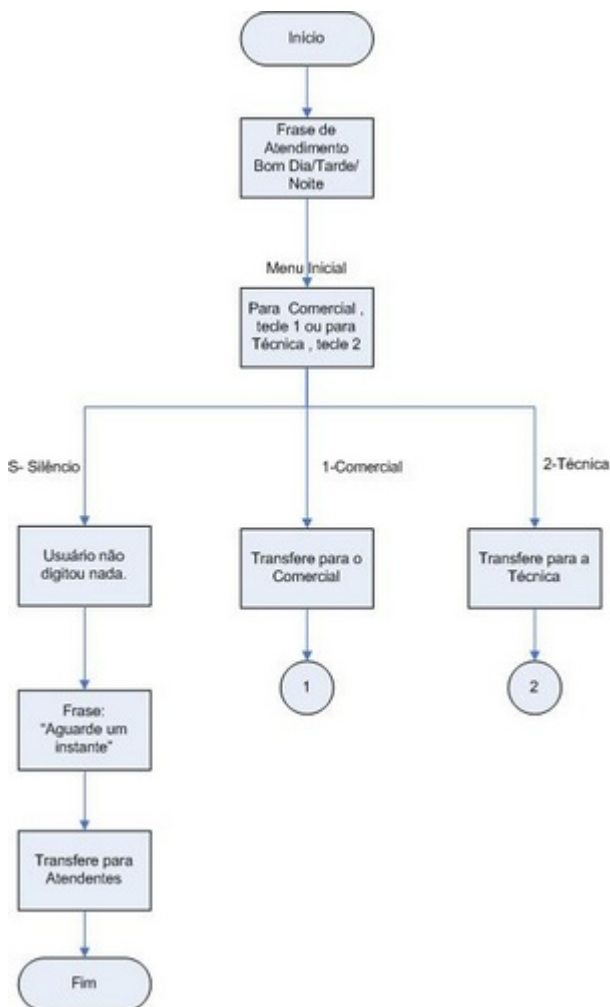 Início
Frase de
Atendimento
Bom Dia/Tarde/
Noite
Menu Inicial
Para Comercial ,
tecle 1 ou para
Técnica , tecle 2
S- Silêncio
1-Comercial
2-Técnica
Usuário não
digitou nada.
Transfere para o
Comercial
Transfere para a
Técnica
1
2
Frase:
"Aguarde um
instante"
Transfere para
Atendentes
Fim